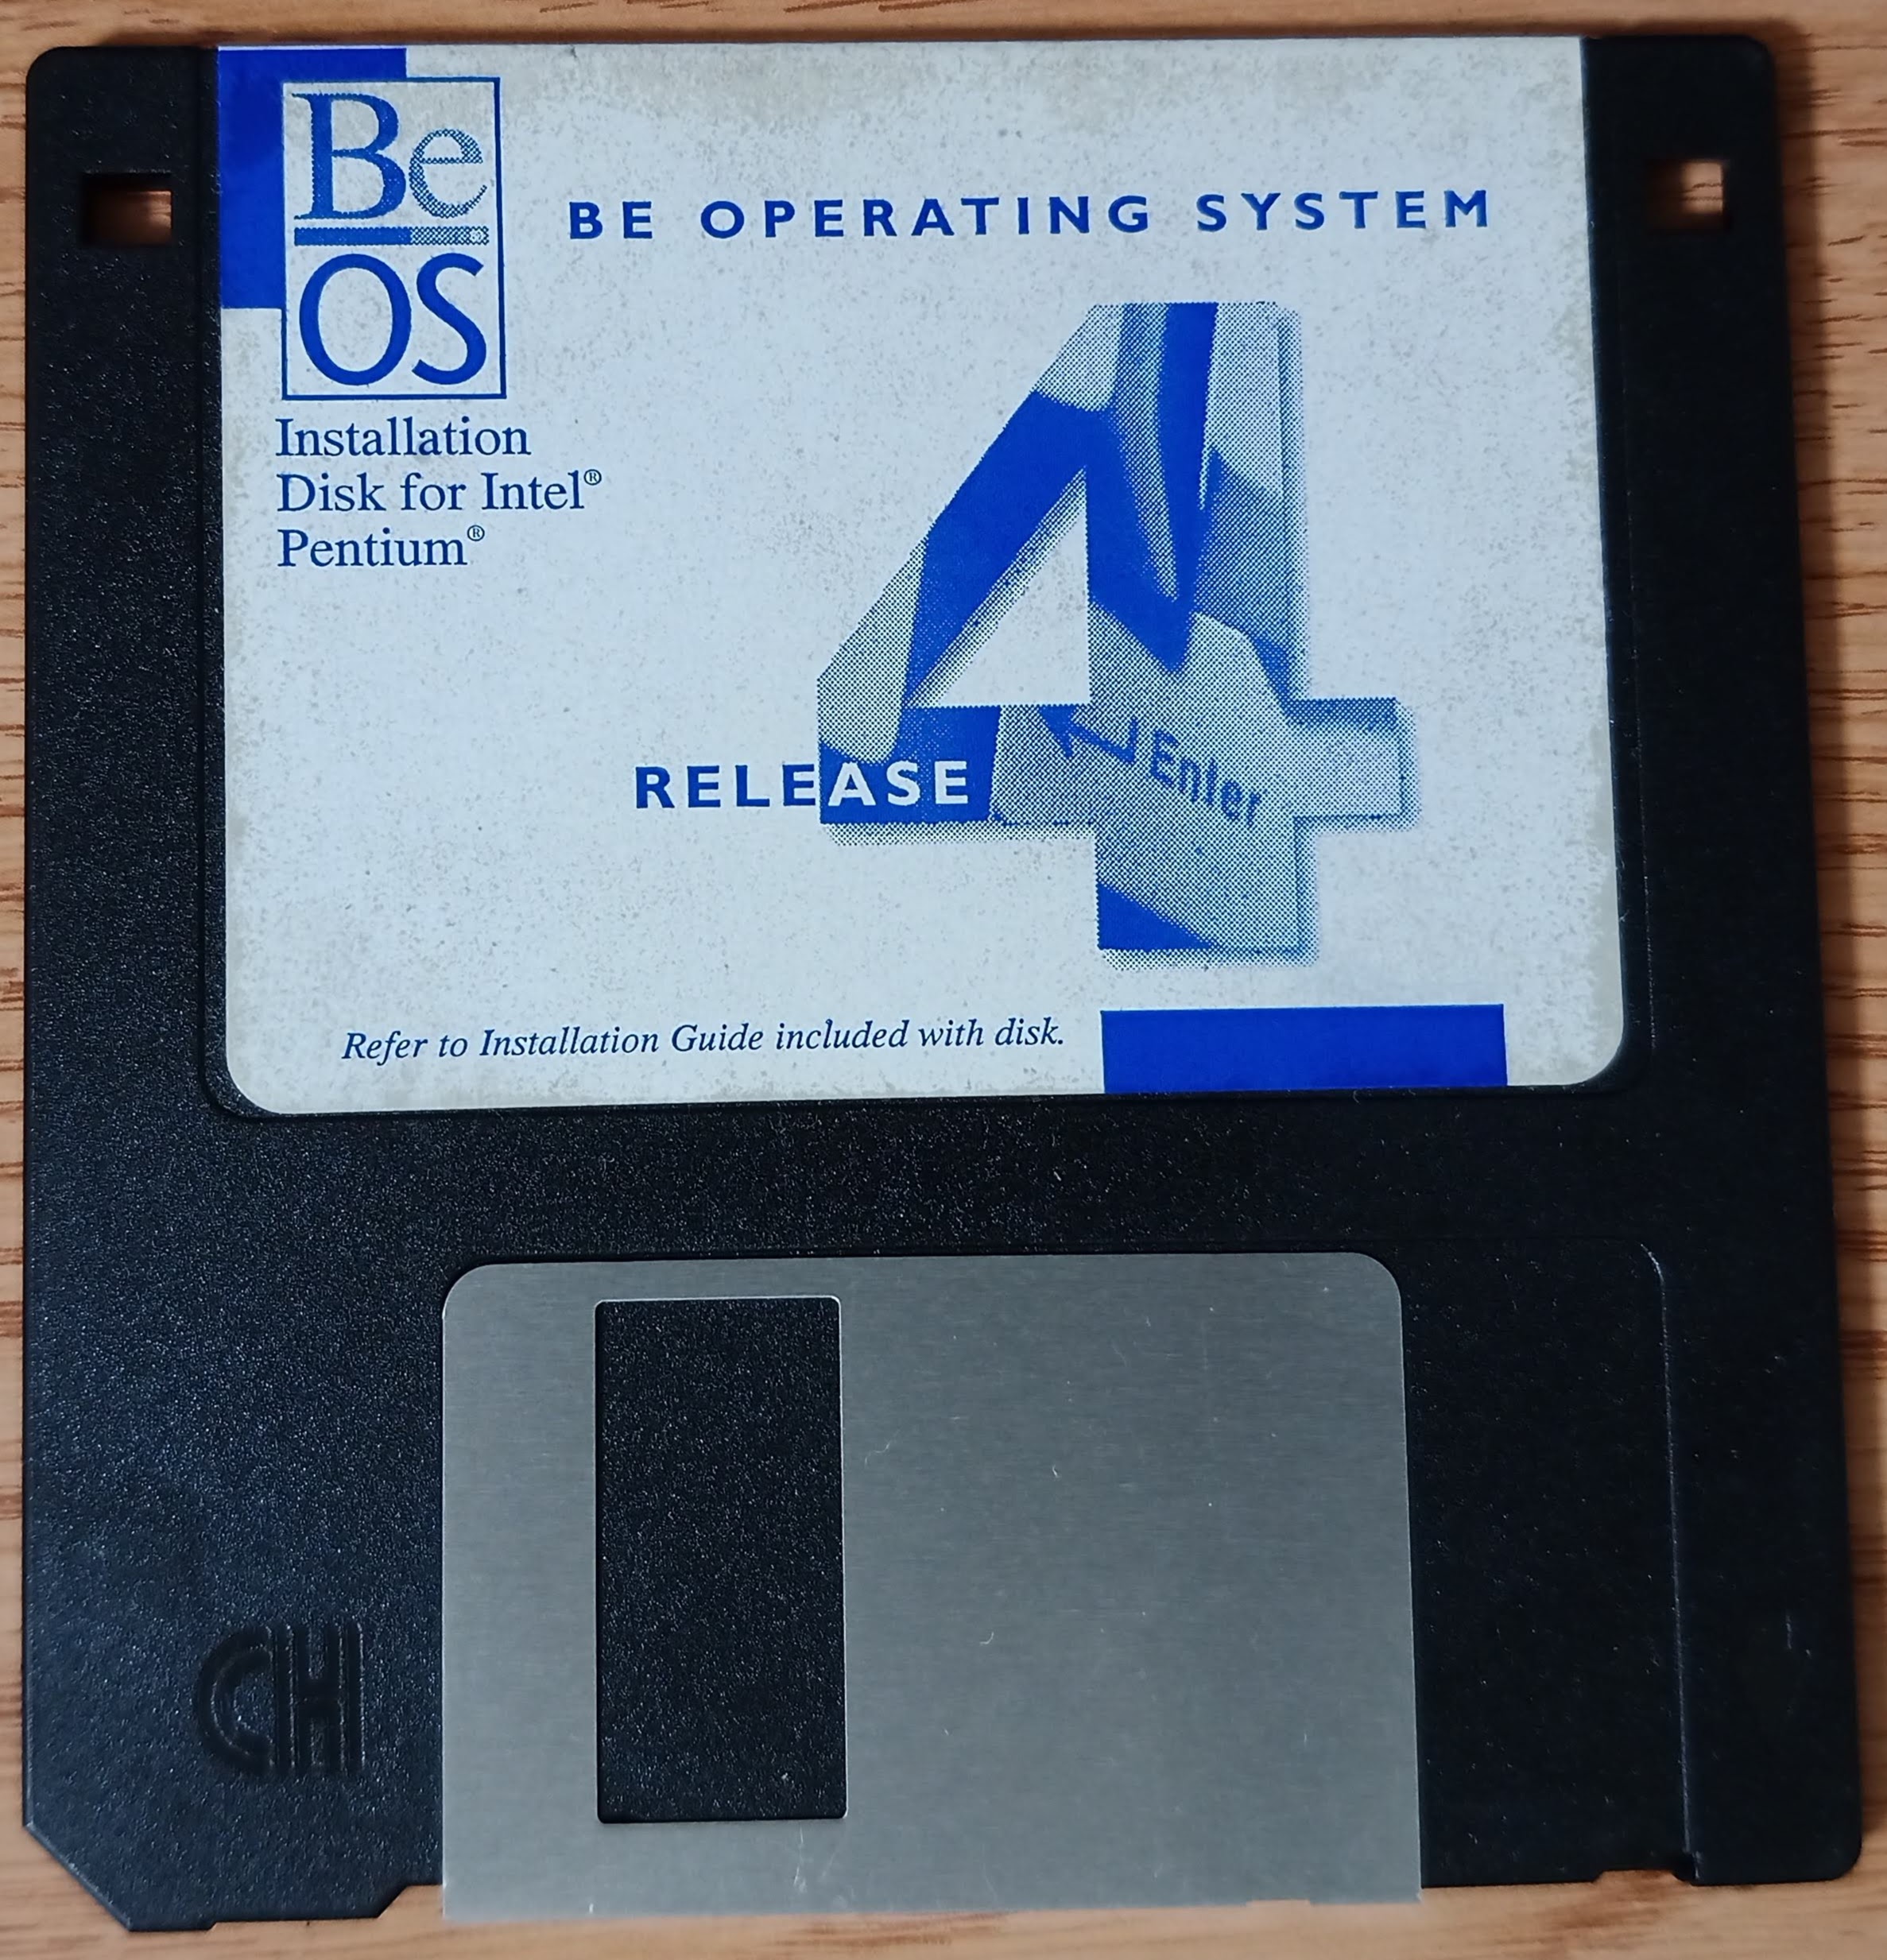 Be
OS
BE OPERATING SYSTEM
Installation
Disk for Intel®
Pentium®
Enter
RELEASE
4
Refer to Installation Guide included with disk.
CH